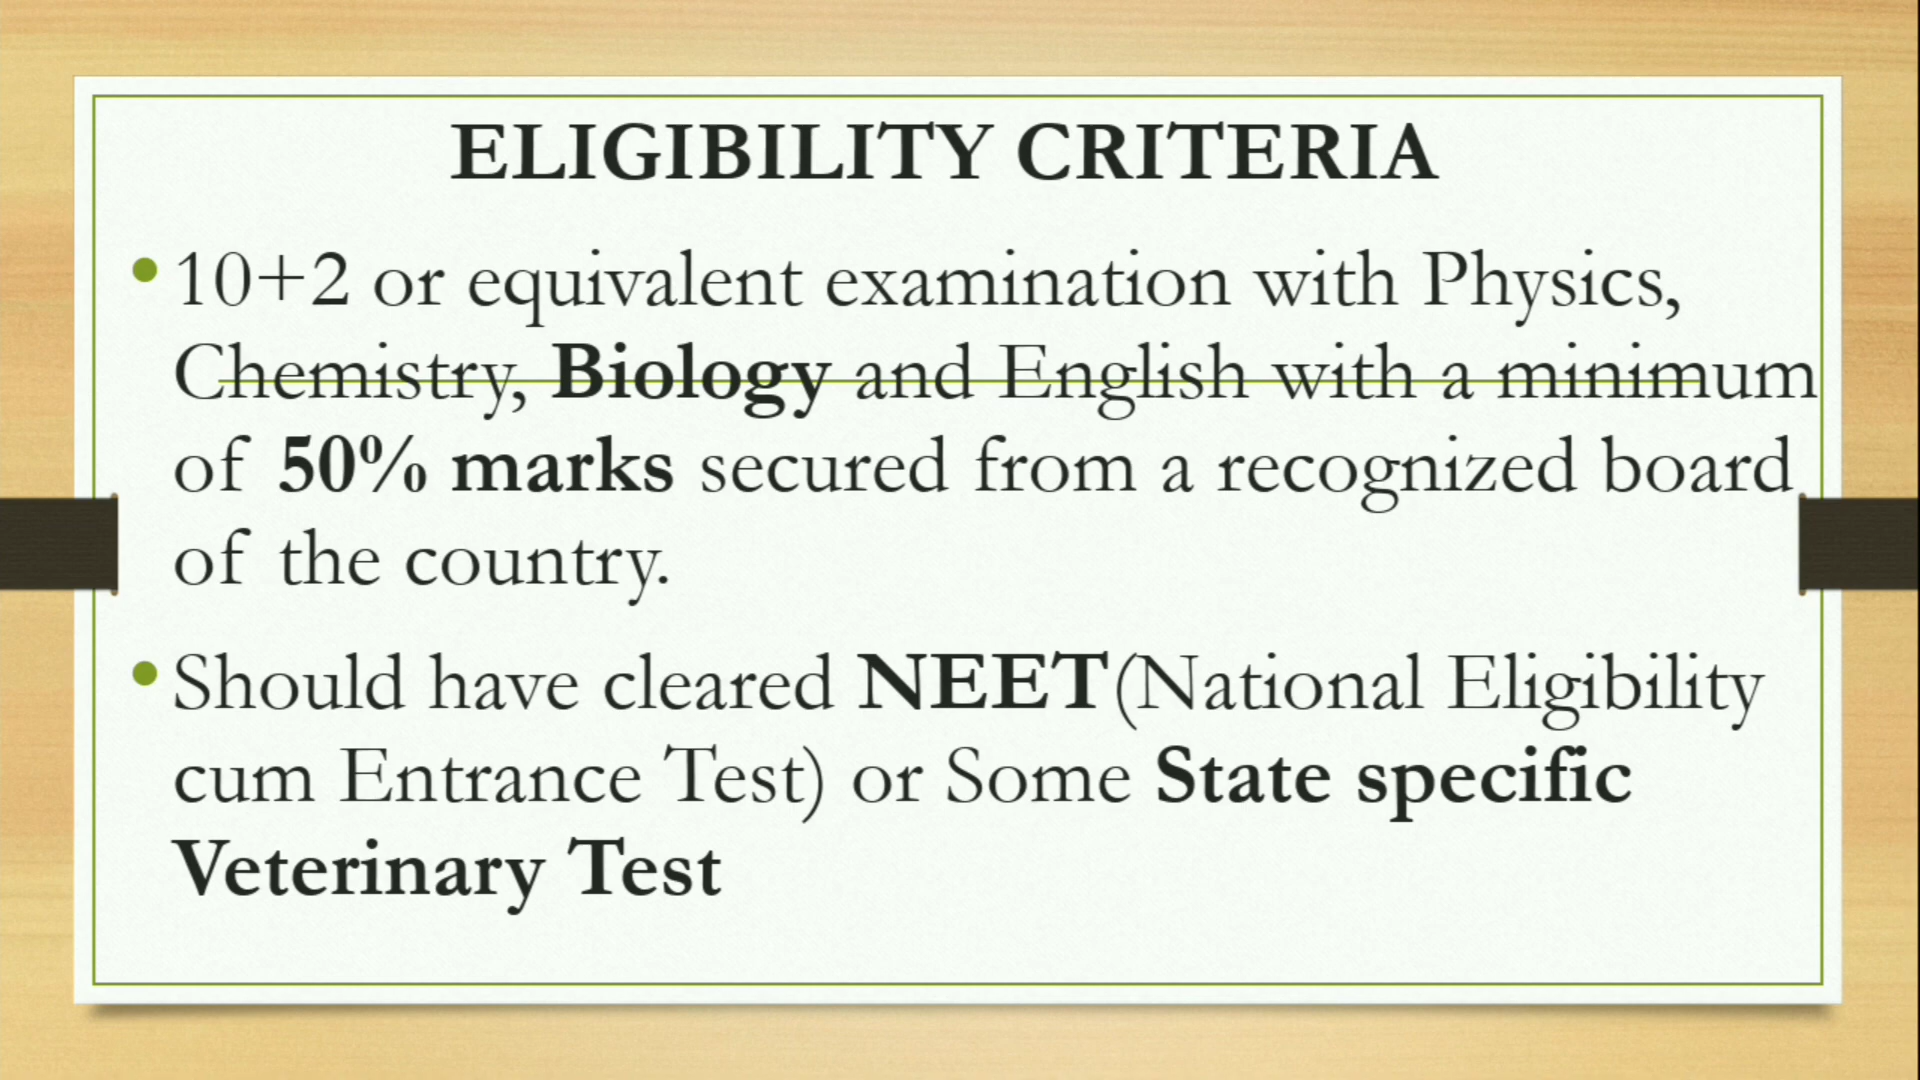 ELIGIBILITY CRITERIA
• 10+2 or equivalent examination with Physics,
Chemistry, Biology and English with a minimum
of 50% marks secured from a recognized board
of the country.
• Should have cleared NEET(National Eligibility
cum Entrance Test) or Some State specific
Veterinary Test